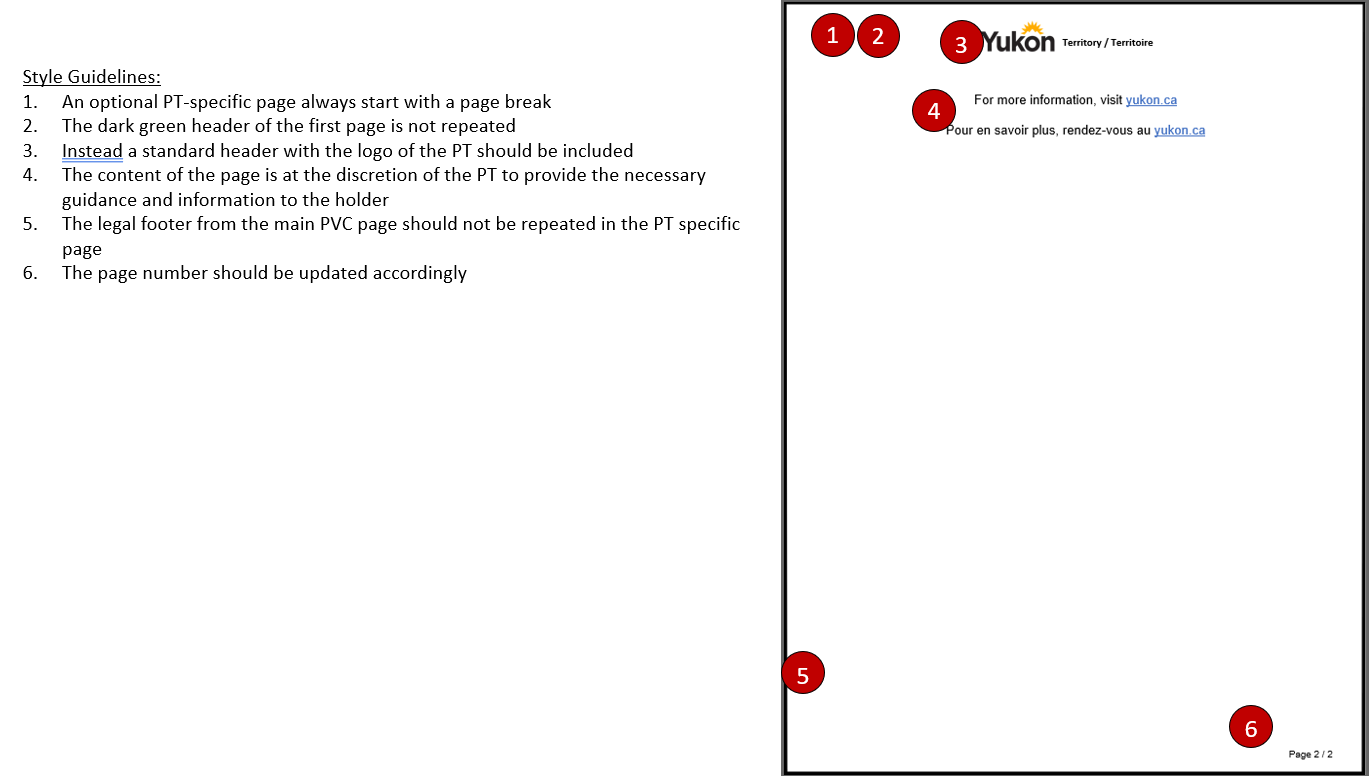 Style Guidelines:
1. An optional PT-specific page always start with a page break
2. The dark green header of the first page is not repeated
3. Instead a standard header with the logo of the PT should be included
4. The content of the page is at the discretion of the PT to provide the necessary
guidance and information to the holder
5. The legal footer from the main PVC page should not be repeated in the PT specific
page
6. The page number should be updated accordingly
1 2
3 Yukon Territory / Territoire
4 For more information, visit yukon.ca
Pour en savoir plus, rendez-vous au yukon.ca
5
6
Page 2 / 2